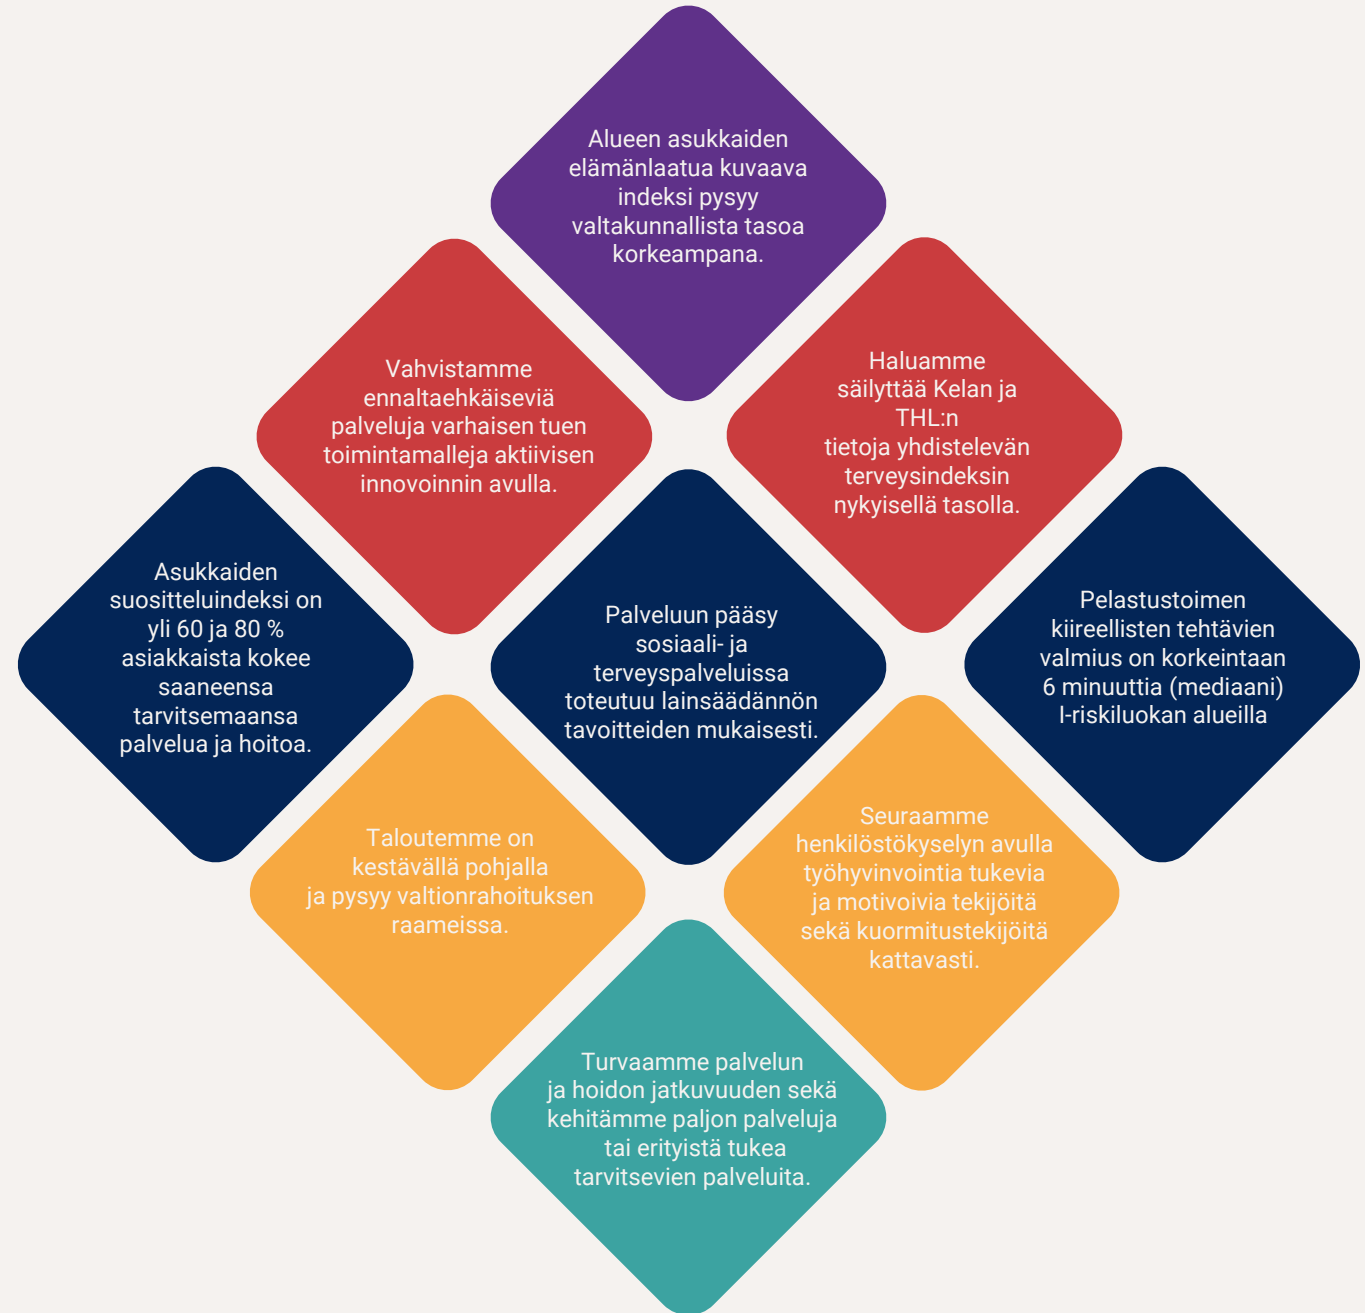 Alueen asukkaiden
elämänlaatua kuvaava
indeksi pysyy
valtakunnallista tasoa
korkeampana.
Vahvistamme
ennaltaehkäiseviä
palveluja varhaisen tuen
toimintamalleja aktiivisen
innovoinnin avulla.
Haluamme
säilyttää Kelan ja
THL:n
tietoja yhdistelevän
terveysindeksin
nykyisellä tasolla.
Asukkaiden
suositteluindeksi on
yli 60 ja 80 %
asiakkaista kokee
saaneensa
tarvitsemaansa
palvelua ja hoitoa.
Palveluun pääsy
sosiaali- ja
terveyspalveluissa
toteutuu lainsäädännön
tavoitteiden mukaisesti.
Pelastustoimen
kiireellisten tehtävien
valmius on korkeintaan
6 minuuttia (mediaani)
I-riskiluokan alueilla
Taloutemme on
kestävällä pohjalla
ja pysyy valtionrahoituksen
raameissa.
Seuraamme
henkilöstökyselyn avulla
työhyvinvointia tukevia
ja motivoivia tekijöitä
sekä kuormitustekijöitä
kattavasti.
Turvaamme palvelun
ja hoidon jatkuvuuden sekä
kehitämme paljon palveluja
tai erityistä tukea
tarvitsevien palveluita.